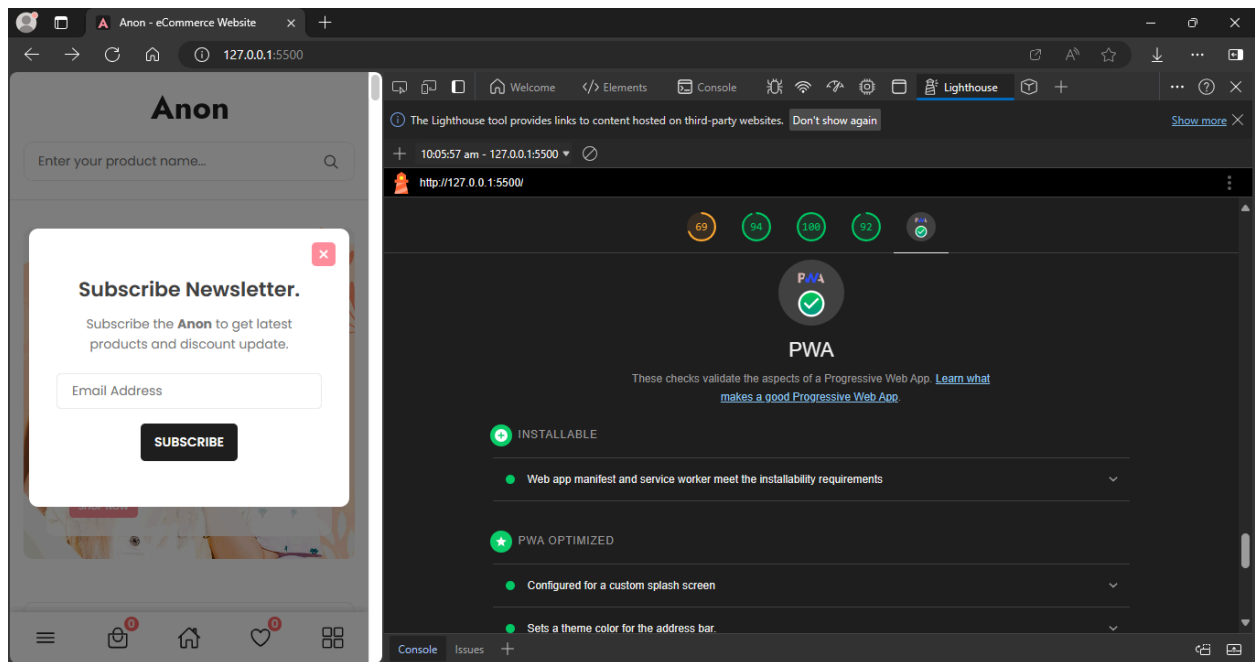 A Anon - eCommerce Website
127.0.0.1:5500
Anon
Enter your product name...
Subscribe Newsletter.
Subscribe the Anon to get latest
products and discount update.
Email Address
SUBSCRIBE
SHOP NOW
0
0
Welcome
</> Elements
Console
Lighthouse
The Lighthouse tool provides links to content hosted on third-party websites. Don't show again
Show more
10:05:57 am - 127.0.0.1:5500
http://127.0.0.1:5500/
69 94 100 92 PWA
PWA
PWA
These checks validate the aspects of a Progressive Web App. Learn what
makes a good Progressive Web App.
INSTALLABLE
Web app manifest and service worker meet the installability requirements
PWA OPTIMIZED
Configured for a custom splash screen
Sets a theme color for the address bar.
Console Issues